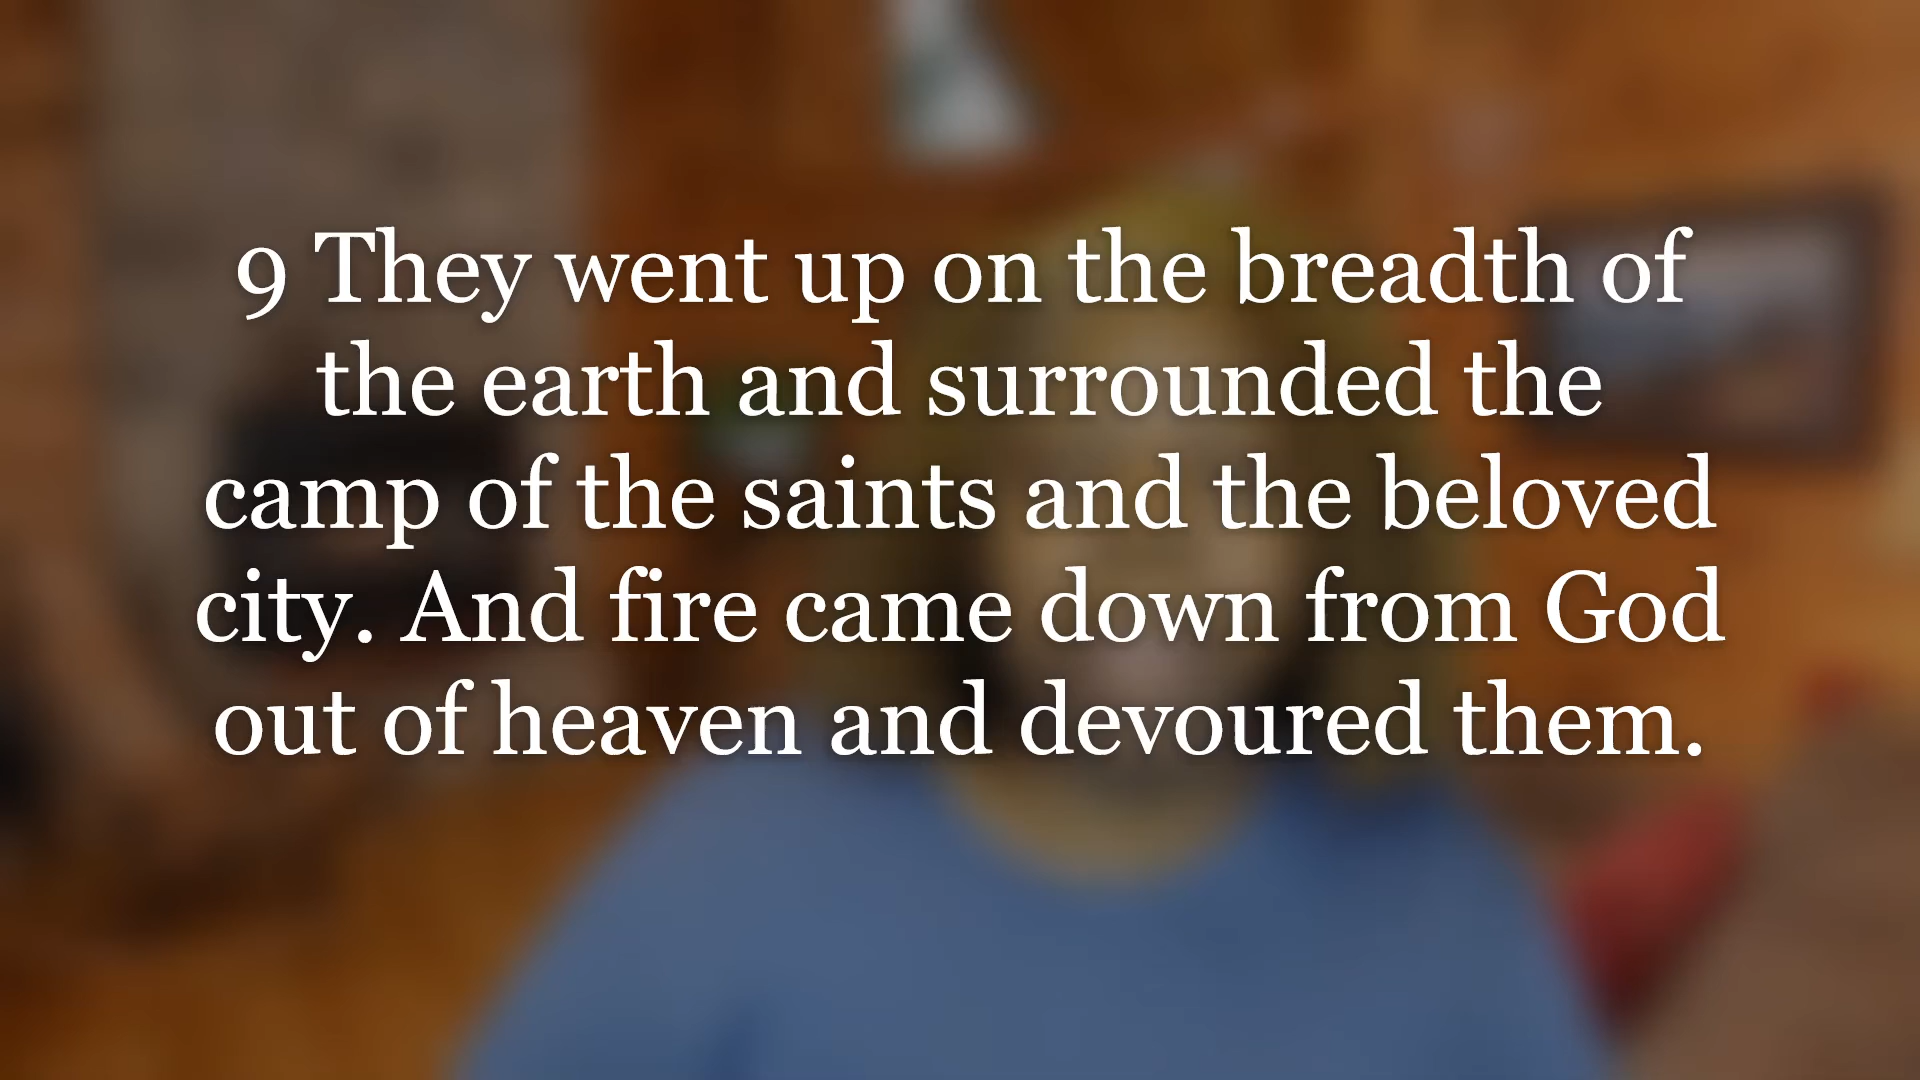 9 They went up on the breadth of
the earth and surrounded the
camp of the saints and the beloved
city. And fire came down from God
out of heaven and devoured them.